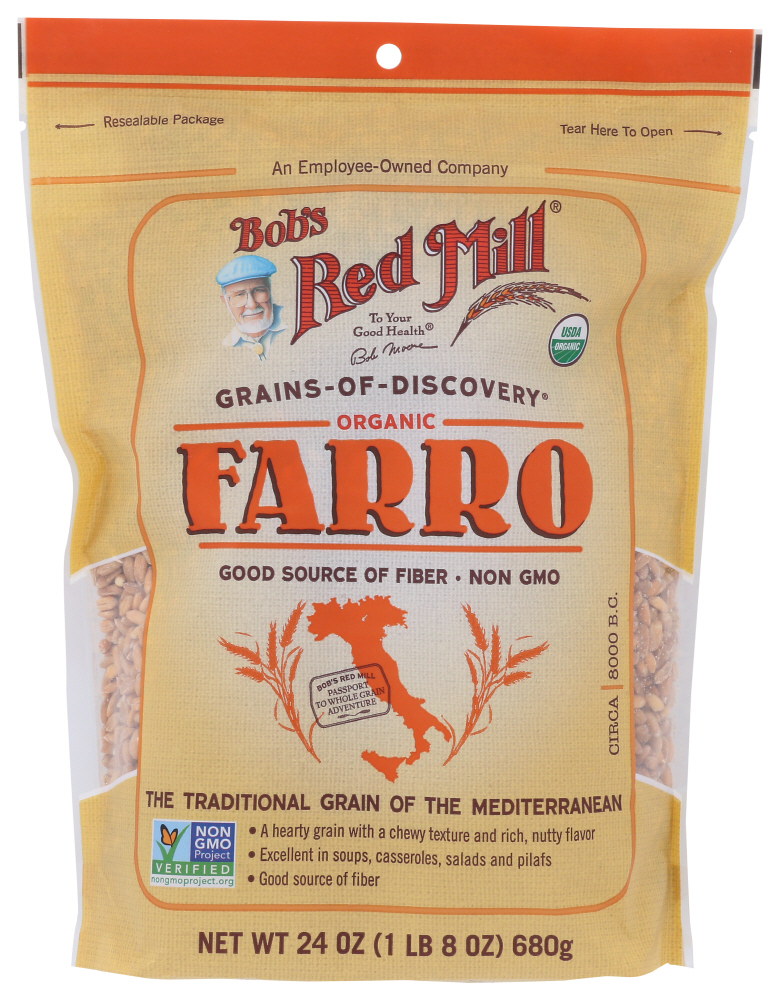 Resealable Package
Tear Here To Open
An Employee-Owned Company
Bob's
Red Mill®
To Your
Good Health®
Bob Moore
USDA
ORGANIC
GRAINS-OF-DISCOVERY®
ORGANIC
FARRO
GOOD SOURCE OF FIBER • NON GMO
BOB'S RED MILL
PASSPORT
TO WHOLE GRAIN
ADVENTURE
CIRCA | 8000 B.C.
THE TRADITIONAL GRAIN OF THE MEDITERRANEAN
NON
GMO
Project
VERIFIED
nongmoproject.org
• A hearty grain with a chewy texture and rich, nutty flavor
• Excellent in soups, casseroles, salads and pilafs
• Good source of fiber
NET WT 24 OZ (1 LB 8 OZ) 680g